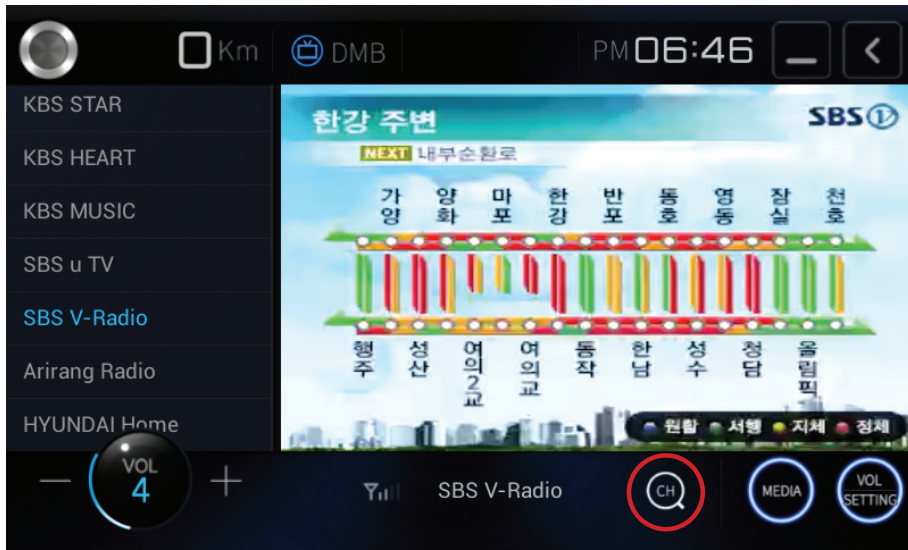 0 Km
DMB
PM 06:46
KBS STAR
KBS HEART
KBS MUSIC
SBS u TV
SBS V-Radio
Arirang Radio
HYUNDAI Home
한강 주변
SBS V
NEXT 내부순환로
가양 양화 마포 한강 반포 동호 영동 잠실 천호
행주 성산 여의2교 여의교 동작 한남 성수 청담 올림픽
원활 서행 지체 정체
VOL
4
SBS V-Radio
CH
MEDIA
VOL
SETTING